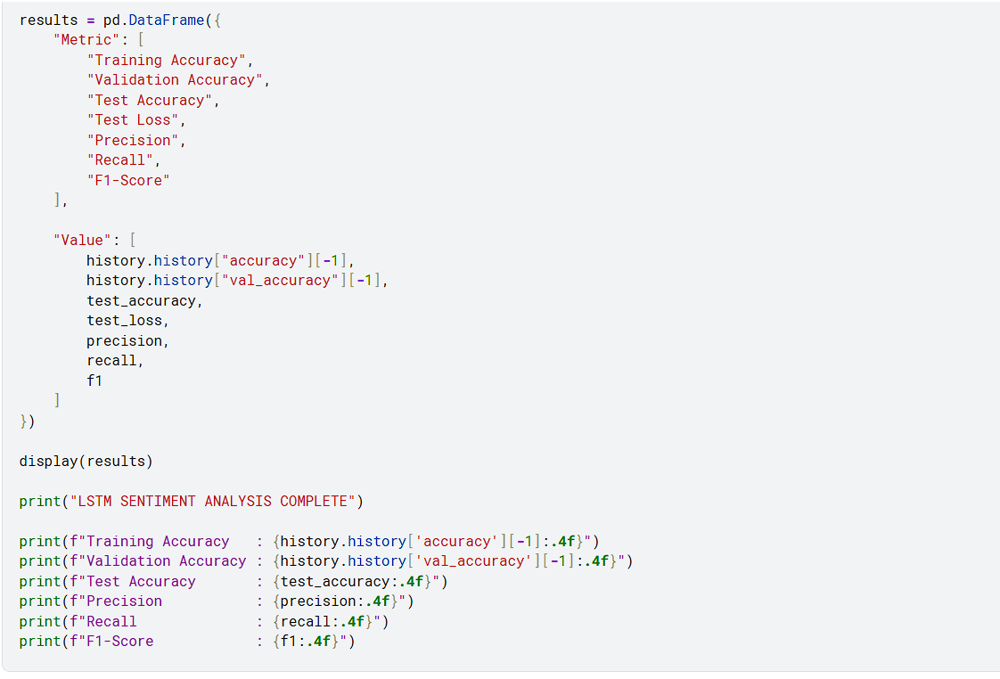 results = pd.DataFrame({
    "Metric": [
        "Training Accuracy",
        "Validation Accuracy",
        "Test Accuracy",
        "Test Loss",
        "Precision",
        "Recall",
        "F1-Score"
    ],

    "Value": [
        history.history["accuracy"][-1],
        history.history["val_accuracy"][-1],
        test_accuracy,
        test_loss,
        precision,
        recall,
        f1
    ]
})

display(results)

print("LSTM SENTIMENT ANALYSIS COMPLETE")

print(f"Training Accuracy   : {history.history['accuracy'][-1]:.4f}")
print(f"Validation Accuracy : {history.history['val_accuracy'][-1]:.4f}")
print(f"Test Accuracy       : {test_accuracy:.4f}")
print(f"Precision           : {precision:.4f}")
print(f"Recall              : {recall:.4f}")
print(f"F1-Score            : {f1:.4f}")